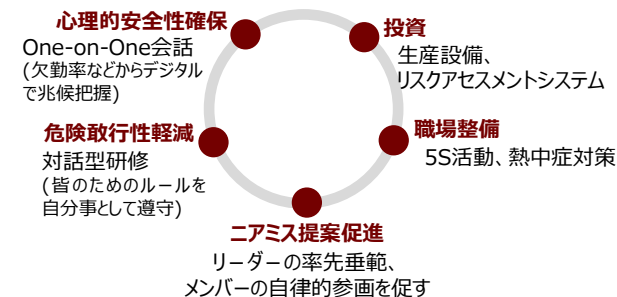 心理的安全性確保
One-on-One会話
(欠勤率などからデジタル
で兆候把握)
投資
生産設備、
リスクアセスメントシステム
危険敢行性軽減
対話型研修
(皆のためのルールを
自分事として遵守)
職場整備
5S活動、熱中症対策
ニアミス提案促進
リーダーの率先垂範、
メンバーの自律的参画を促す